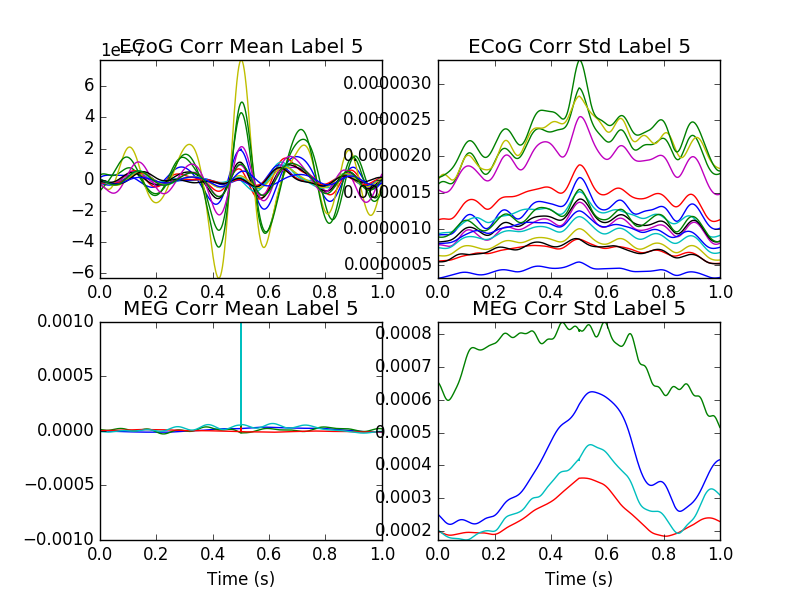 ECoG Corr Mean Label 5
1e−7
6
4
2
0
−2
−4
−6
0.0 0.2 0.4 0.6 0.8 1.0
ECoG Corr Std Label 5
0.0000030
0.0000025
0.0000020
0.0000015
0.0000010
0.0000005
0.0 0.2 0.4 0.6 0.8 1.0
MEG Corr Mean Label 5
0.0010
0.0005
0.0000
−0.0005
−0.0010
0.0 0.2 0.4 0.6 0.8 1.0
Time (s)
MEG Corr Std Label 5
0.0008
0.0007
0.0006
0.0005
0.0004
0.0003
0.0002
0.0 0.2 0.4 0.6 0.8 1.0
Time (s)